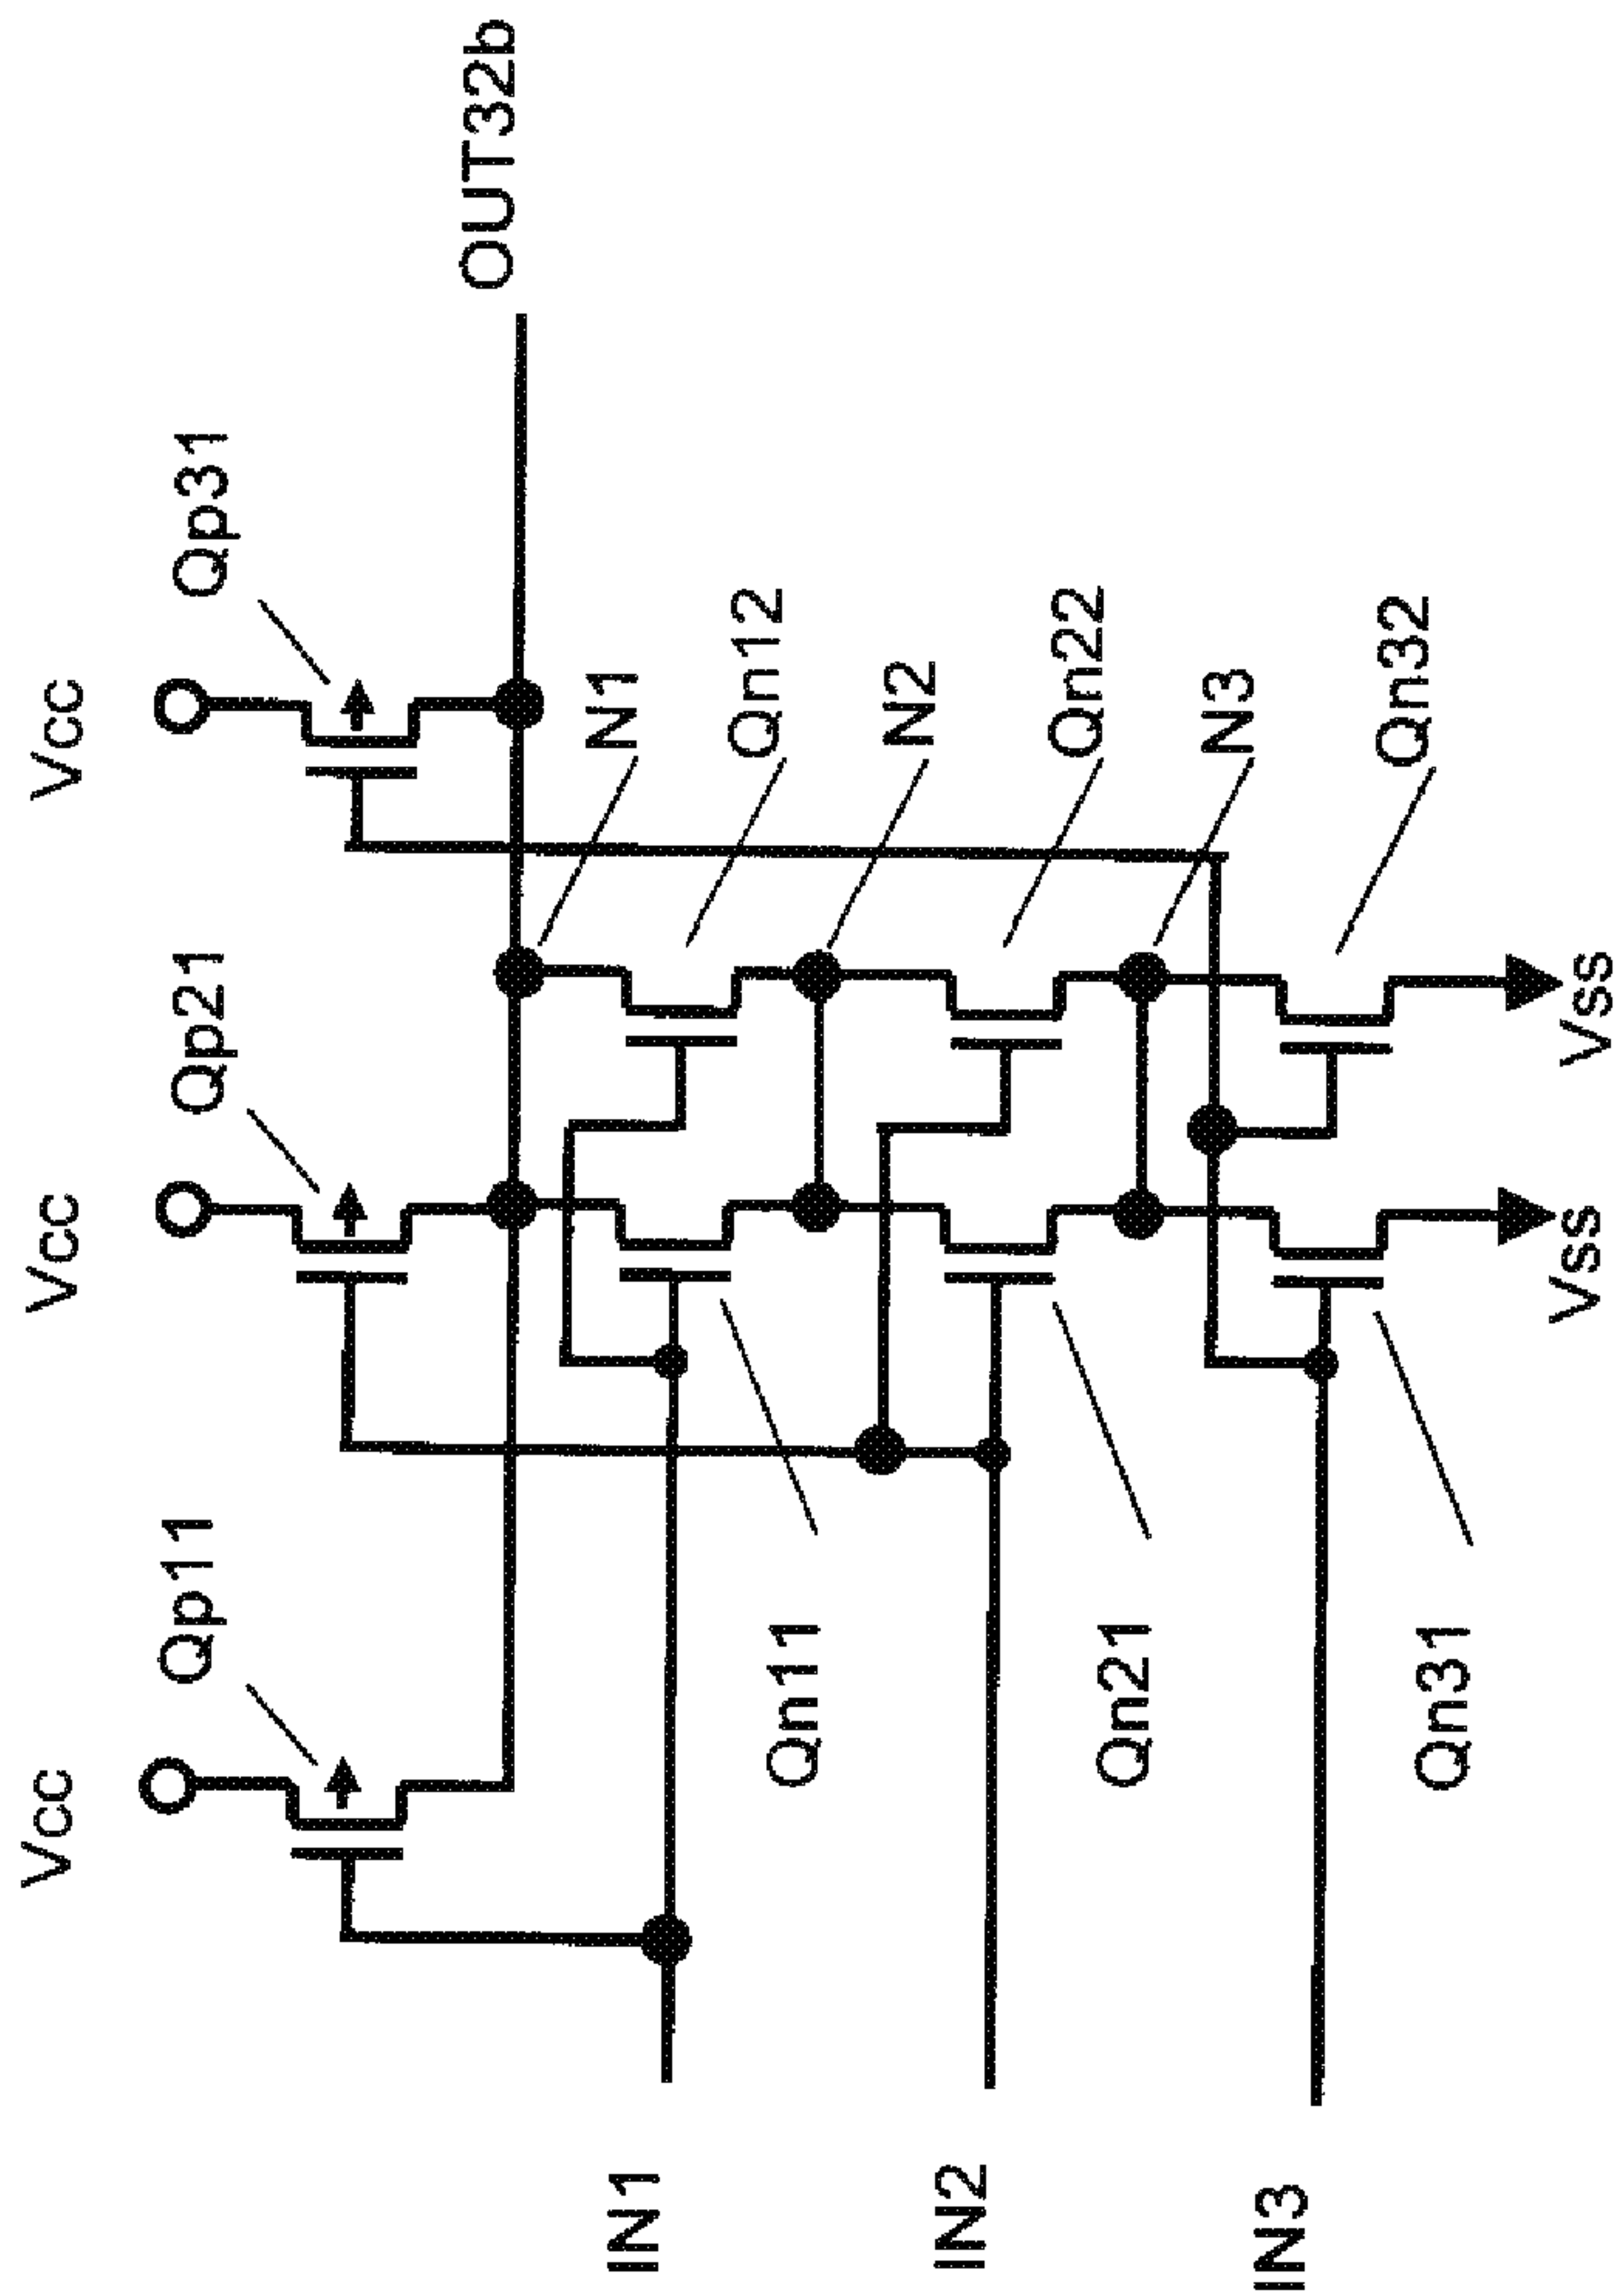 Vcc
Vcc
Vcc
Qp11
Qp21
Qp31
OUT32b
N1
IN1
Qn11
Qn12
N2
IN2
Qn21
Qn22
N3
IN3
Qn31
Qn32
Vss
Vss